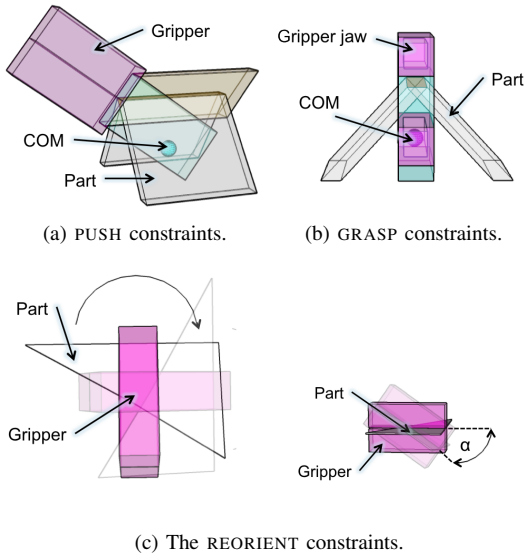 Gripper
COM
Part
(a) PUSH constraints.
Gripper jaw
Part
COM
(b) GRASP constraints.
Part
Gripper
Part
Gripper
α
(c) The REORIENT constraints.